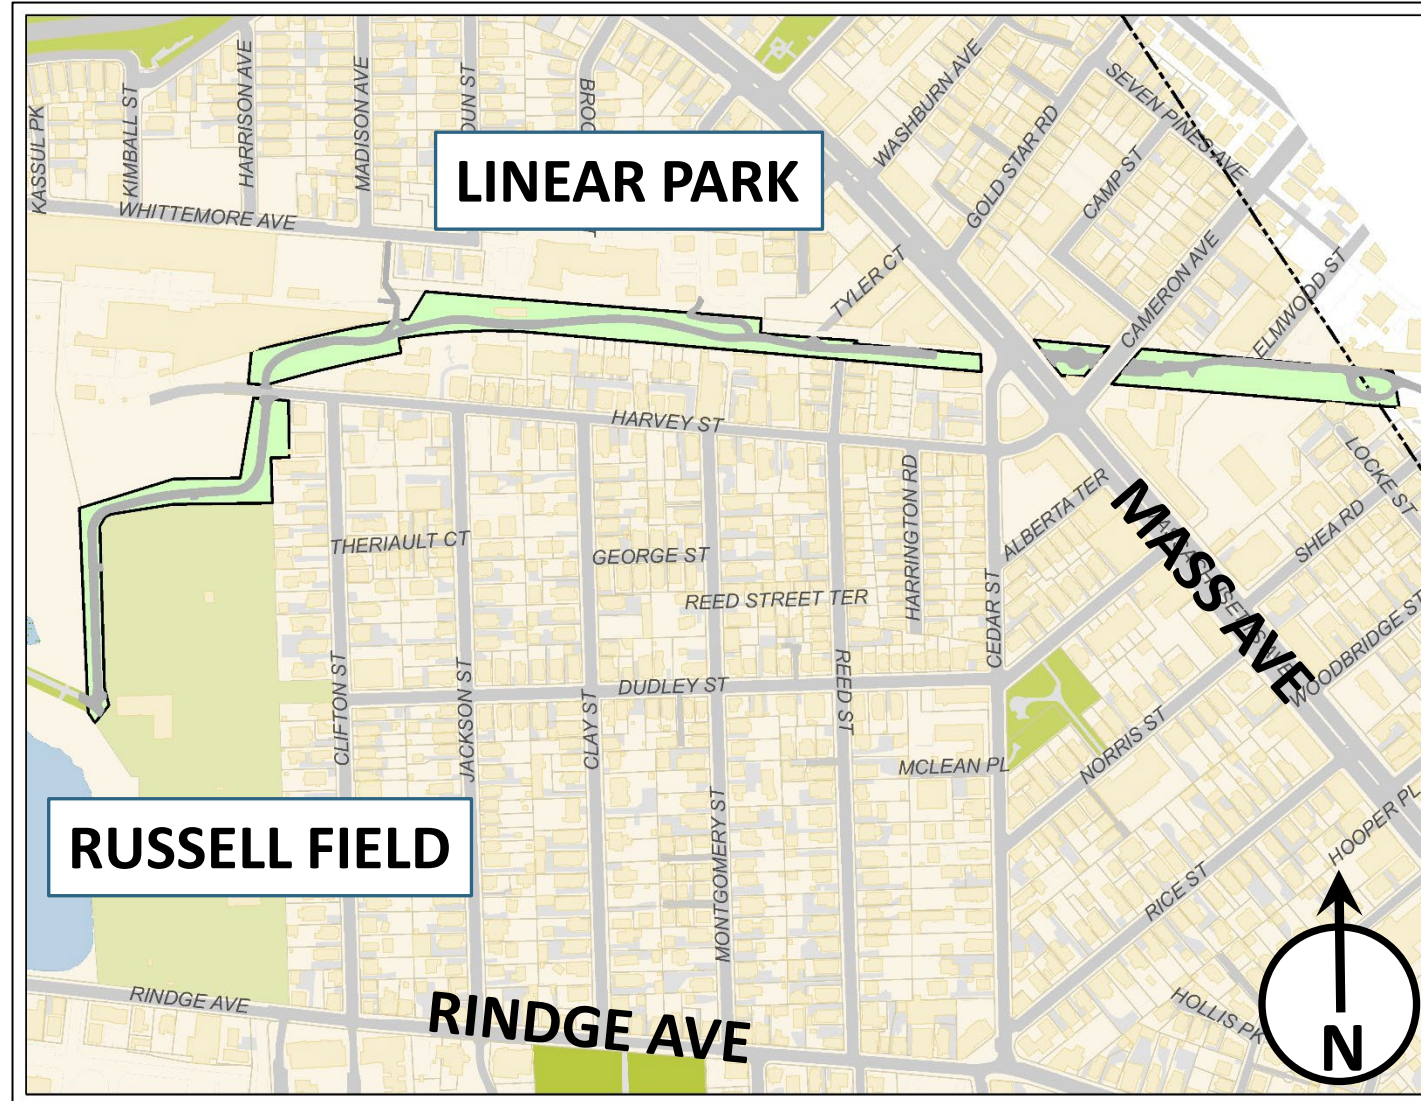 KASSUL PK
KIMBALL ST
HARRISON AVE
MADISON AVE
WHITTEMORE AVE
LINEAR PARK
WASHBURN AVE
GOLD STAR RD
SEVEN PINES AVE
CAMP ST
CAMERON AVE
ELMWOOD ST
TYLER CT
HARVEY ST
HARRINGTON RD
ALBERTA TER
LOCKE ST
SHEA RD
MASS AVE
WOODBRIDGE ST
THERIAULT CT
GEORGE ST
REED STREET TER
CEDAR ST
CLIFTON ST
JACKSON ST
CLAY ST
DUDLEY ST
REED ST
MONTGOMERY ST
MCLEAN PL
NORRIS ST
HOOPER PL
RICE ST
RUSSELL FIELD
RINDGE AVE
RINDGE AVE
HOLLIS PK
N